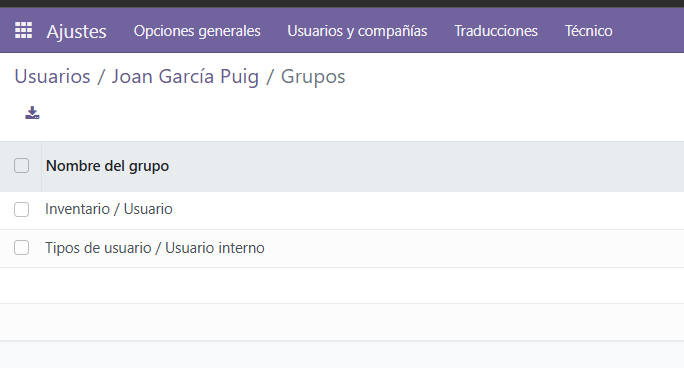 Ajustes Opciones generales Usuarios y compañías Traducciones Técnico
Usuarios / Joan García Puig / Grupos
Nombre del grupo
Inventario / Usuario
Tipos de usuario / Usuario interno